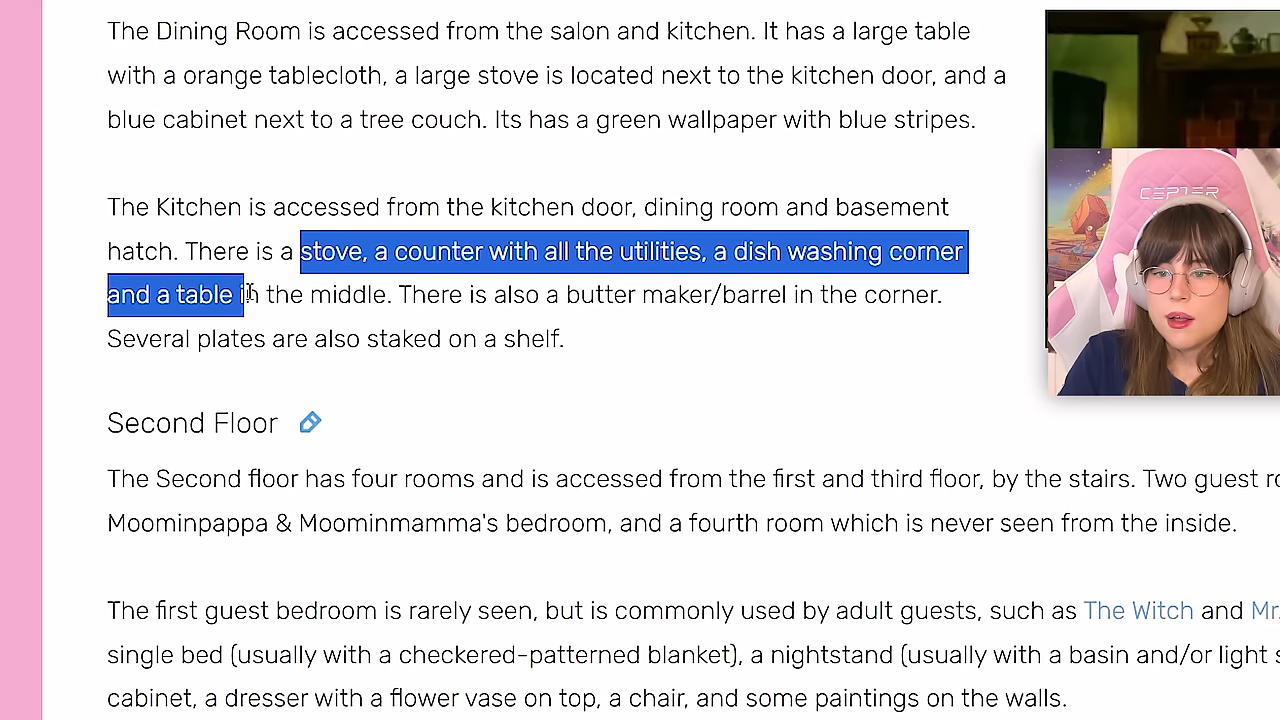 The Dining Room is accessed from the salon and kitchen. It has a large table
with a orange tablecloth, a large stove is located next to the kitchen door, and a
blue cabinet next to a tree couch. Its has a green wallpaper with blue stripes.
The Kitchen is accessed from the kitchen door, dining room and basement
hatch. There is a stove, a counter with all the utilities, a dish washing corner
and a table in the middle. There is also a butter maker/barrel in the corner.
Several plates are also staked on a shelf.
CEPTER
Second Floor
The Second floor has four rooms and is accessed from the first and third floor, by the stairs. Two guest
Moominpappa & Moominmamma's bedroom, and a fourth room which is never seen from the inside.
The first guest bedroom is rarely seen, but is commonly used by adult guests, such as The Witch and Mr.
single bed (usually with a checkered-patterned blanket), a nightstand (usually with a basin and/or light
cabinet, a dresser with a flower vase on top, a chair, and some paintings on the walls.